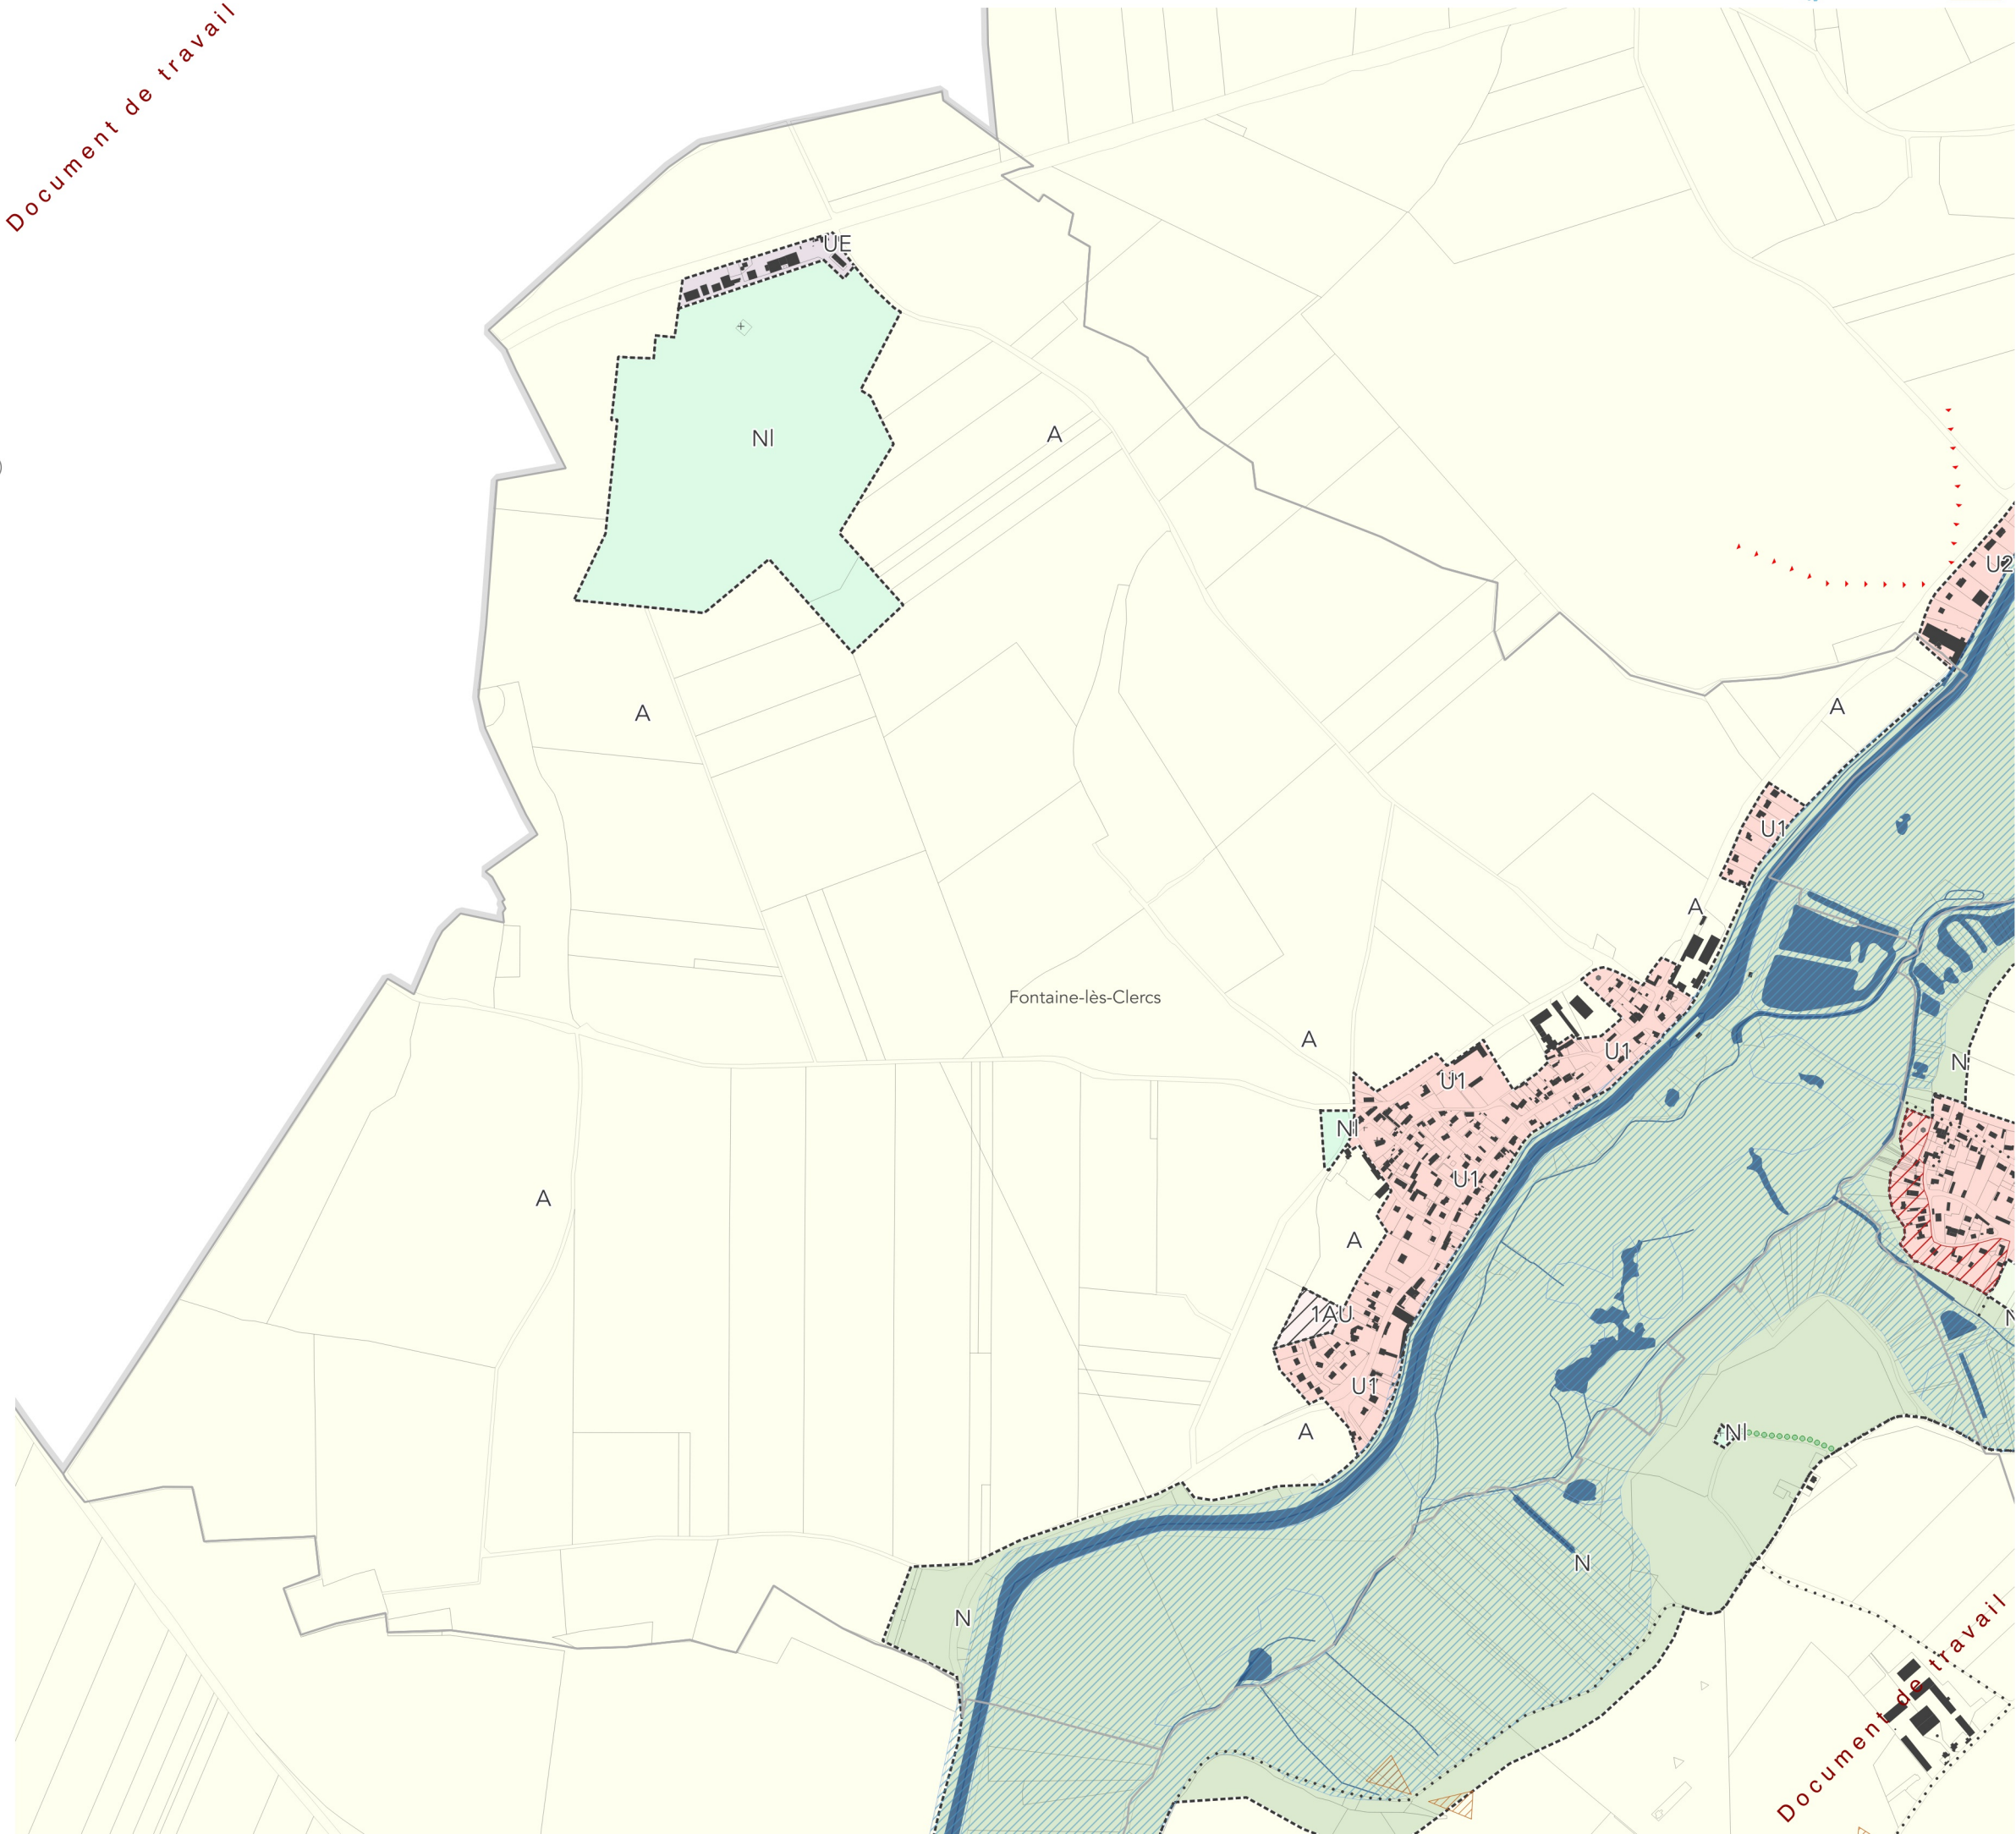 Document de travail
UE
Nl
A
U2
A
A
U1
A
Fontaine-lès-Clercs
A
U1
N
U1
Nl
U1
A
A
1AU
N
U1
A
Nl
N
N
Document de travail